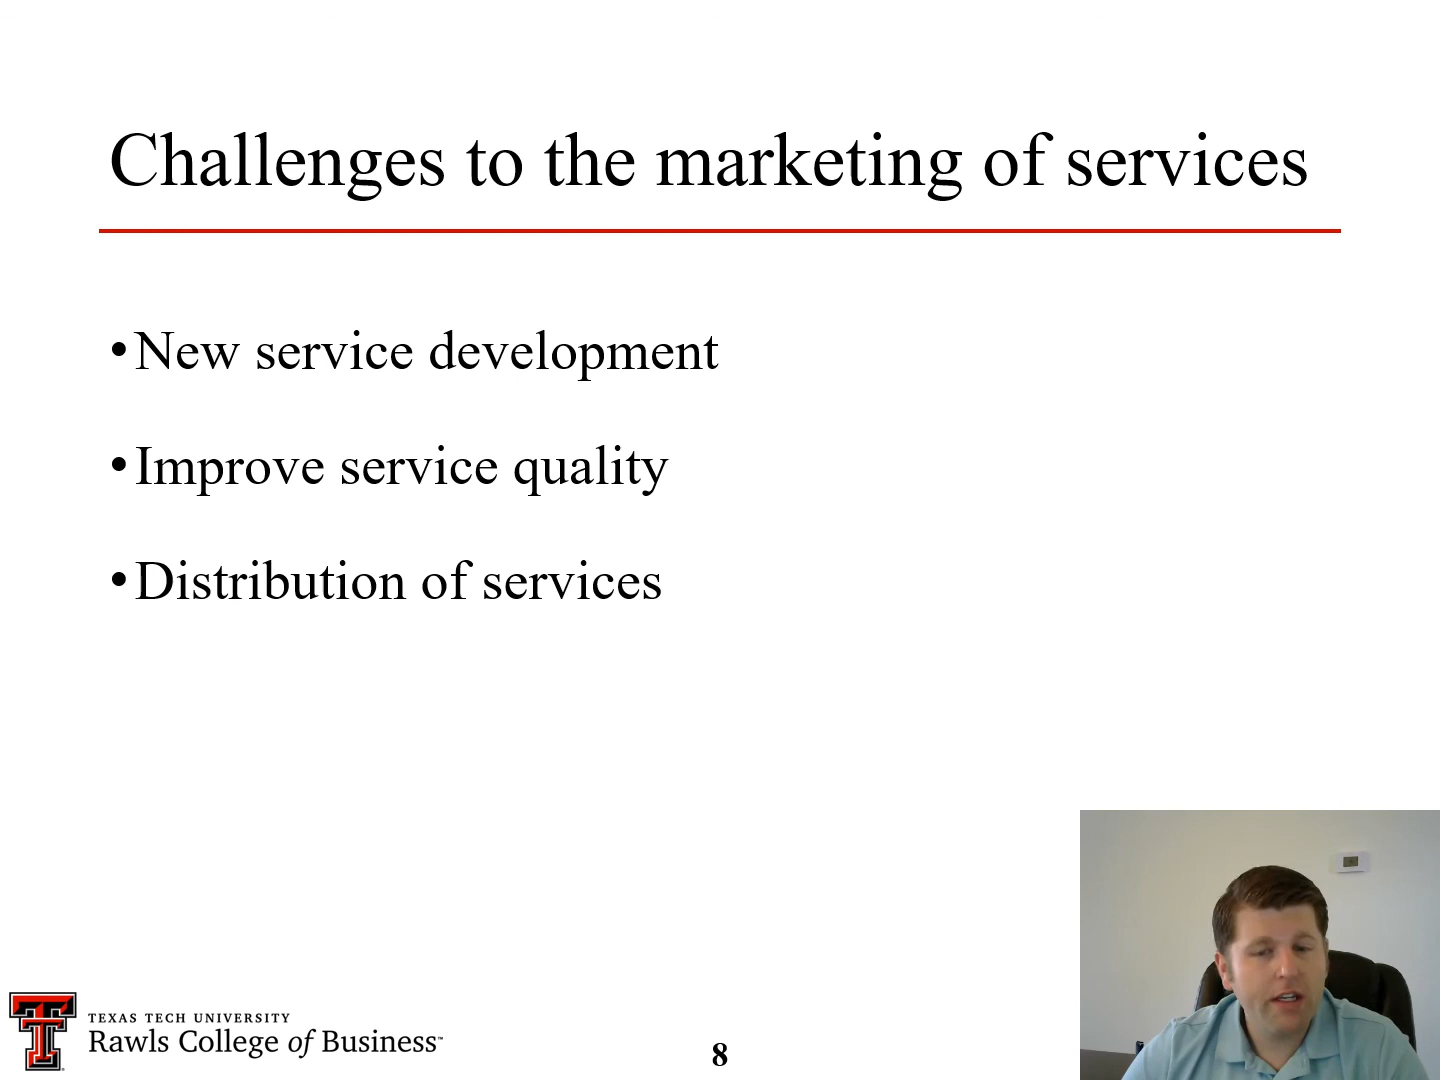 Challenges to the marketing of services
•New service development
•Improve service quality
•Distribution of services
TEXAS TECH UNIVERSITY
Rawls College of Business™
8